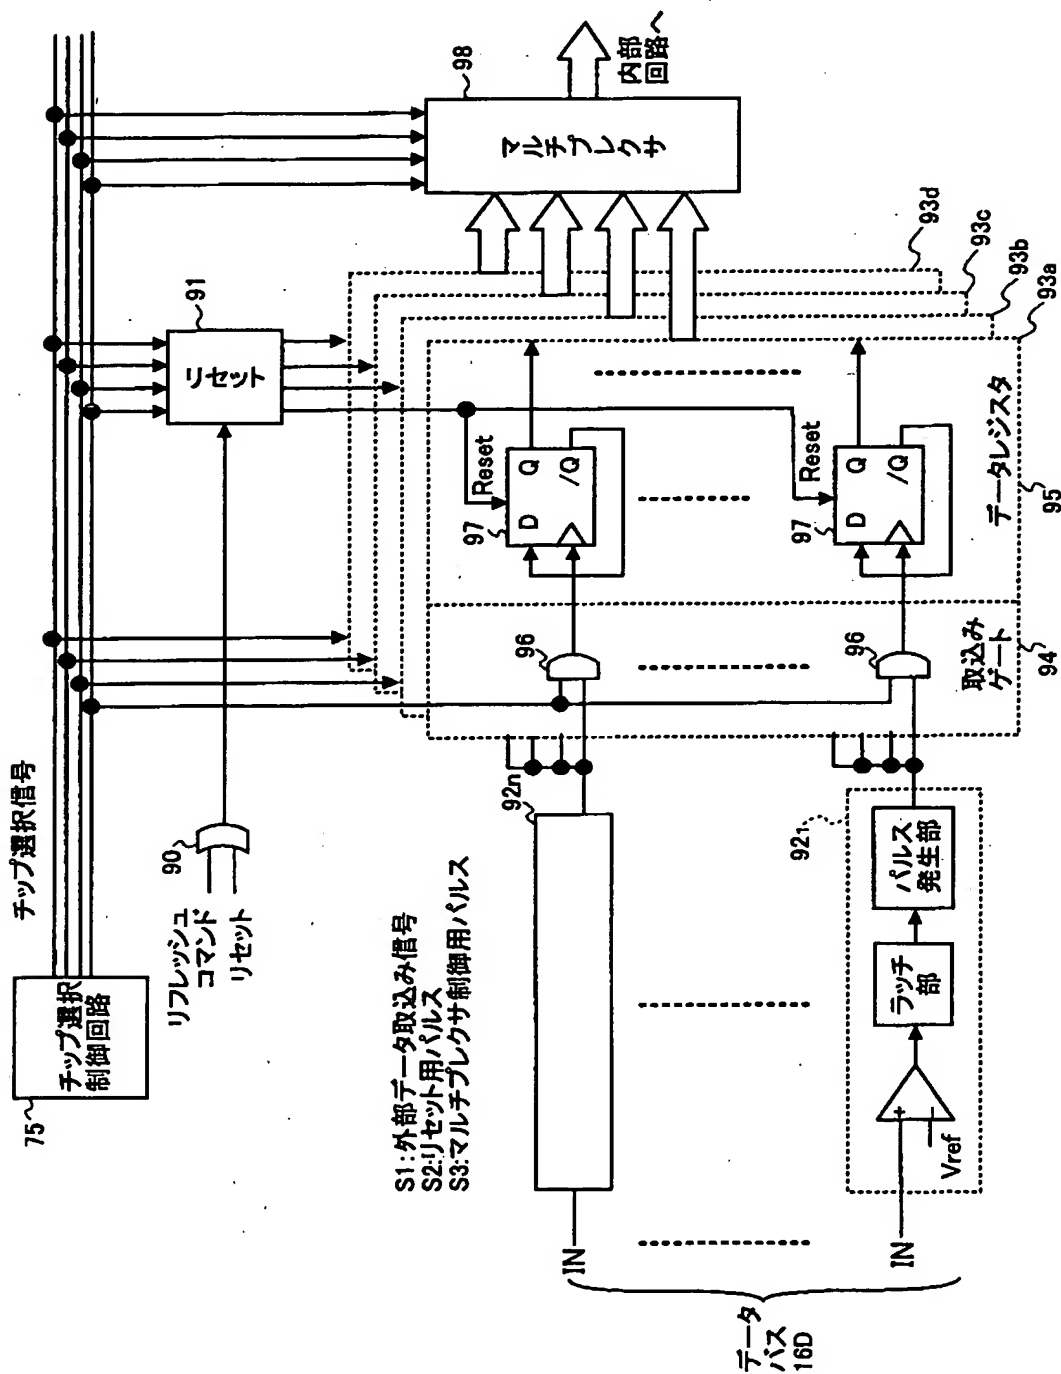 75
チップ選択
制御回路
チップ選択信号
リフレッシュ
コマンド
リセット
90
リセット
91
マルチプレクサ
98
内部
回路へ
S1:外部データ取込み信号
S2:リセット用パルス
S3:マルチプレクサ制御用パルス
IN
92n
96
97
D
Q
/Q
Reset
データ
バス
16D
IN
Vref
+
−
ラッチ
部
パルス
発生部
92₁
96
取込み
ゲート
94
97
D
Q
/Q
Reset
データレジスタ
95
93a
93b
93c
93d